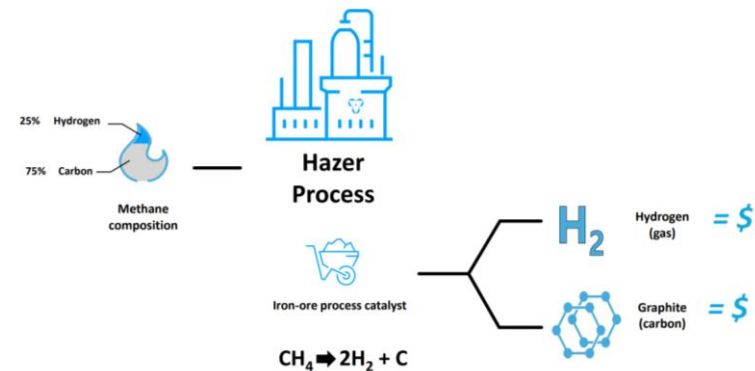 25% Hydrogen
75% Carbon
Methane
composition
Hazer
Process
Iron-ore process catalyst
CH₄ ➡ 2H₂ + C
H₂
Hydrogen
(gas)
= $
Graphite
(carbon)
= $